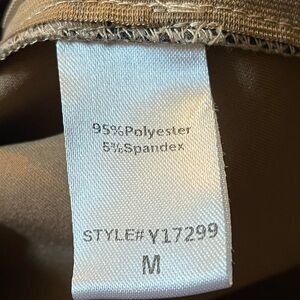 95%Polyester
5%Spandex
STYLE# Y17299
M